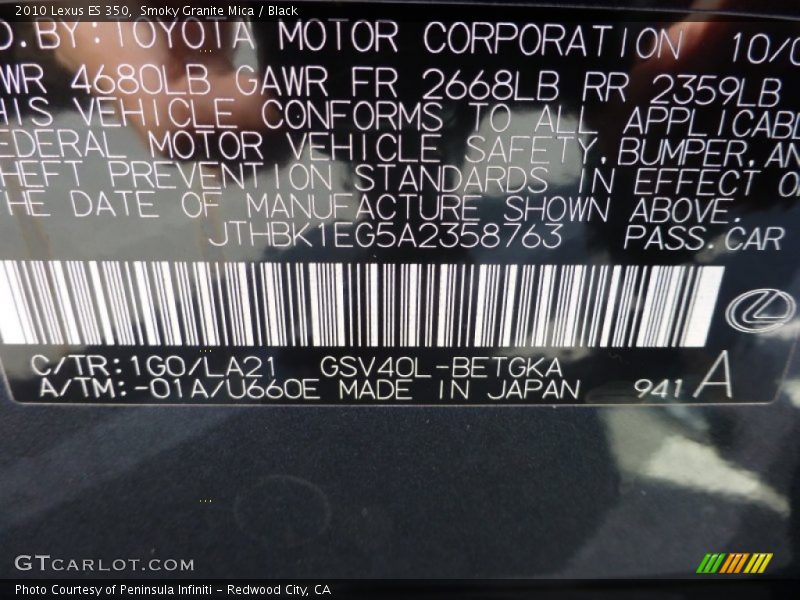 2010 Lexus ES 350, Smoky Granite Mica / Black
D.BY:TOYOTA MOTOR CORPORATION 10/0
WR 4680LB GAWR FR 2668LB RR 2359LB
HIS VEHICLE CONFORMS TO ALL APPLICABL
EDERAL MOTOR VEHICLE SAFETY,BUMPER,AN
HEFT PREVENTION STANDARDS IN EFFECT O
THE DATE OF MANUFACTURE SHOWN ABOVE.
JTHBK1EG5A2358763 PASS.CAR
C/TR:1G0/LA21 GSV40L-BETGKA
A/TM:-01A/U660E MADE IN JAPAN 941 A
GTCARLOT.COM
Photo Courtesy of Peninsula Infiniti – Redwood City, CA